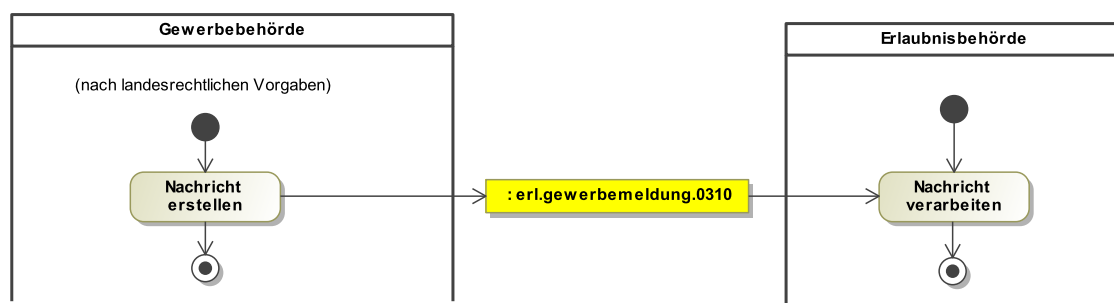 Gewerbebehörde
(nach landesrechtlichen Vorgaben)
Nachricht
erstellen
: erl.gewerbemeldung.0310
Erlaubnisbehörde
Nachricht
verarbeiten